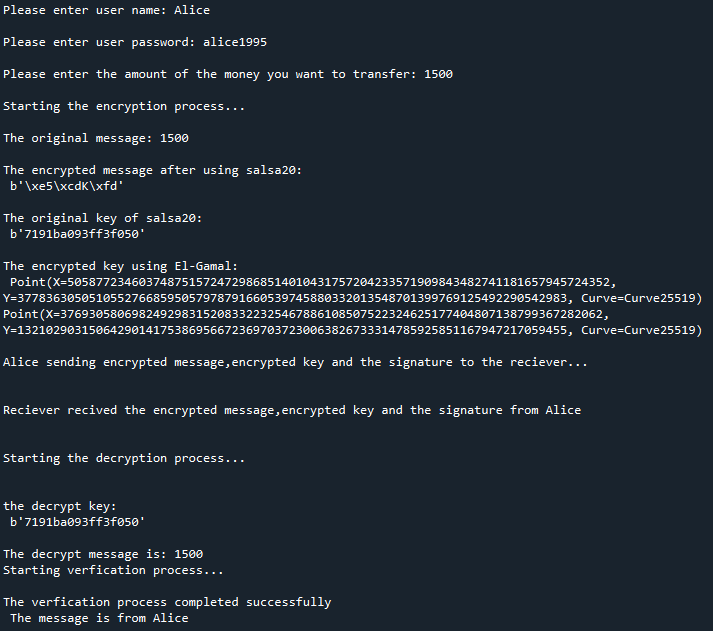 Please enter user name: Alice
Please enter user password: alice1995
Please enter the amount of the money you want to transfer: 1500
Starting the encryption process...
The original message: 1500
The encrypted message after using salsa20:
b'\xe5\xcdK\xfd'
The original key of salsa20:
b'7191ba093ff3f050'
The encrypted key using El-Gamal:
Point(X=5058772346037487515724729868514010431757204233571909843482741181657945724352,
Y=37783630505105527668595057978791660539745880332013548701399769125492290542983, Curve=Curve25519)
Point(X=37693058069824929831520833223254678861085075223246251774048071387993672820​62,
Y=13210290315064290141753869566723697037230063826733314785925851167947217059455, Curve=Curve25519)
Alice sending encrypted message,encrypted key and the signature to the reciever...
Reciever recived the encrypted message,encrypted key and the signature from Alice
Starting the decryption process...
the decrypt key:
b'7191ba093ff3f050'
The decrypt message is: 1500
Starting verfication process...
The verfication process completed successfully
The message is from Alice